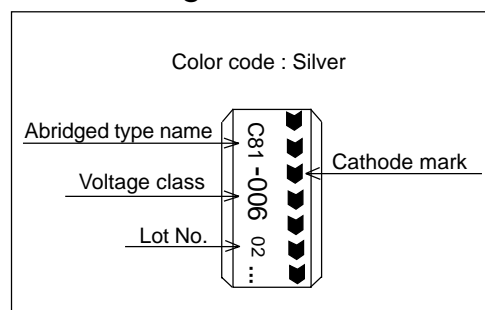 Color code : Silver
Abridged type name
Voltage class
Lot No.
C81 -006 02 ...
Cathode mark